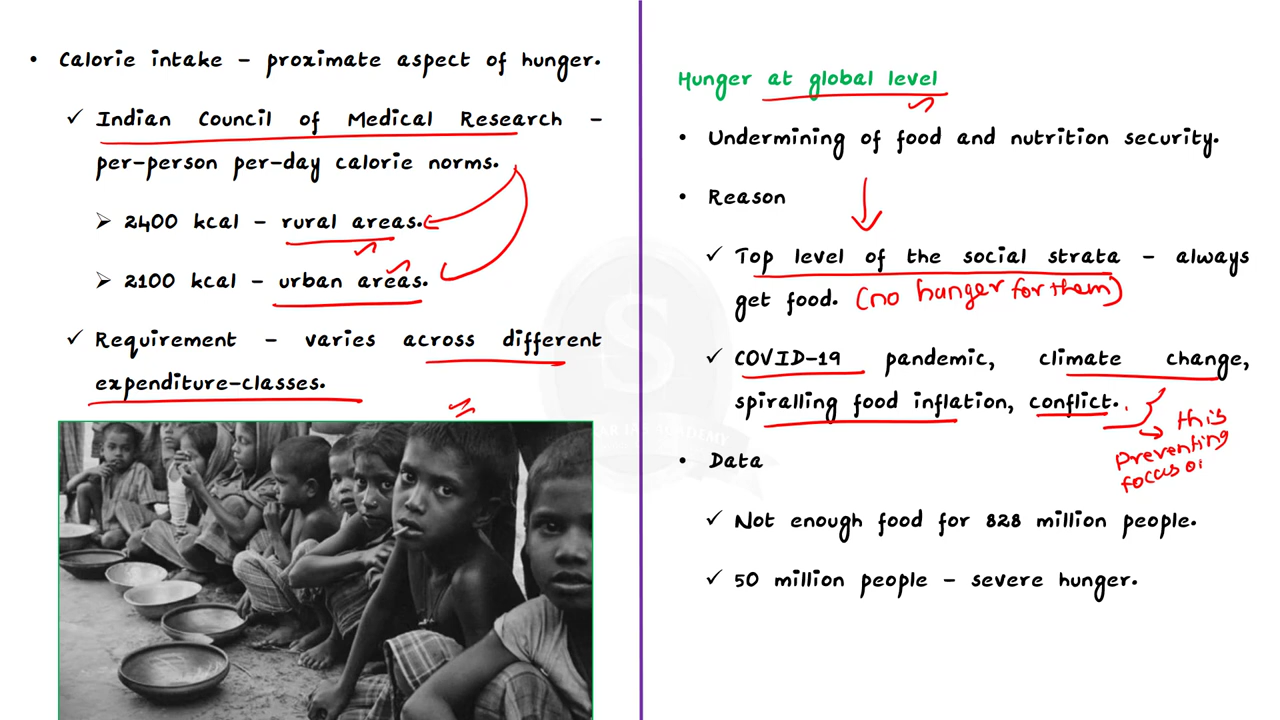 • Calorie intake – proximate aspect of hunger.
✓ Indian Council of Medical Research –
per-person per-day calorie norms.
➢ 2400 kcal – rural areas.
➢ 2100 kcal – urban areas.
✓ Requirement – varies across different
expenditure-classes.
Hunger at global level
• Undermining of food and nutrition security.
• Reason
✓ Top level of the social strata – always
get food. (no hunger for them)
✓ COVID-19 pandemic, climate change,
spiralling food inflation, conflict.
this
preventing
focus
• Data
✓ Not enough food for 828 million people.
✓ 50 million people – severe hunger.